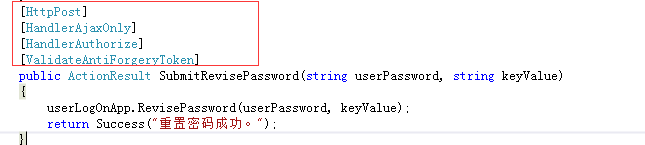 [HttpPost]
[HandlerAjaxOnly]
[HandlerAuthorize]
[ValidateAntiForgeryToken]
public ActionResult SubmitRevisePassword(string userPassword, string keyValue)
{
userLogOnApp.RevisePassword(userPassword, keyValue);
return Success("重置密码成功。");
}